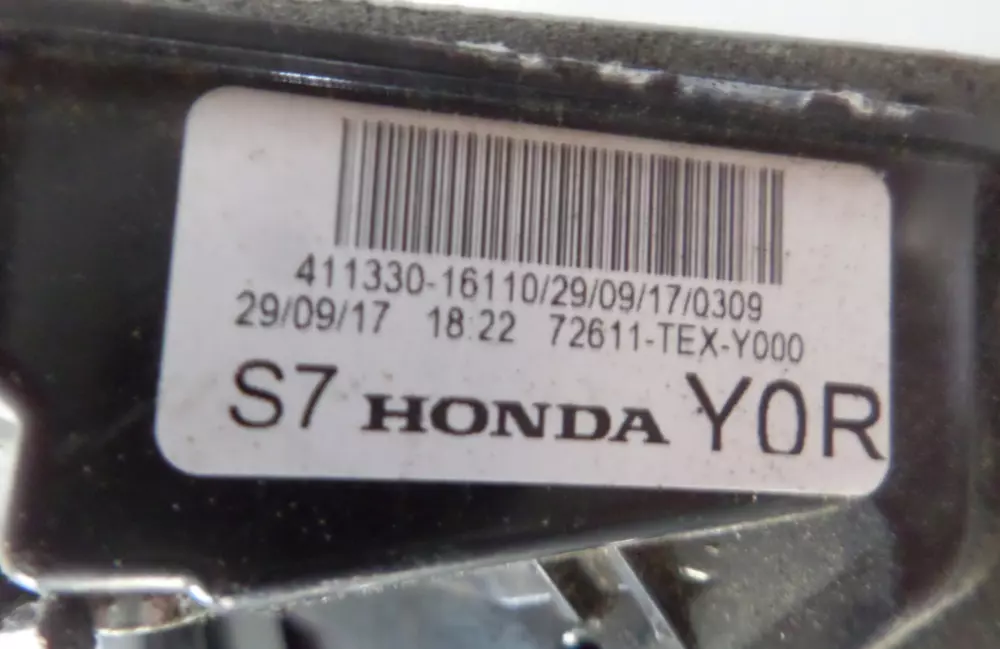 411330-16110/29/09/17/0309
29/09/17 18:22 72611-TEX-Y000
S7 HONDA Y0R